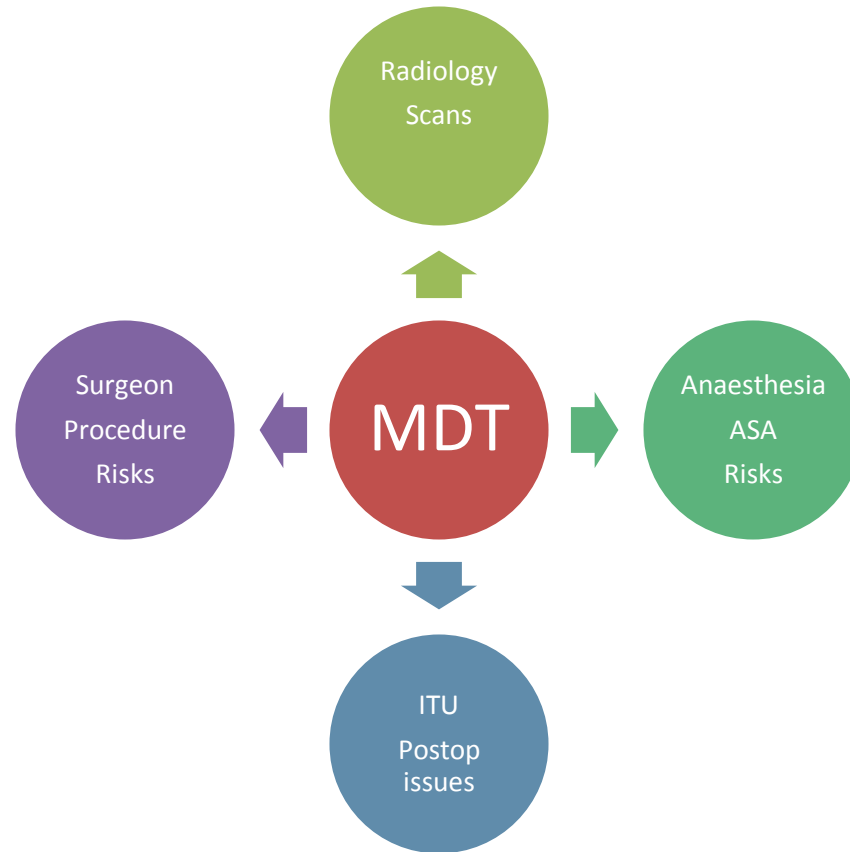 Radiology
Scans
Surgeon
Procedure
Risks
MDT
Anaesthesia
ASA
Risks
ITU
Postop
issues